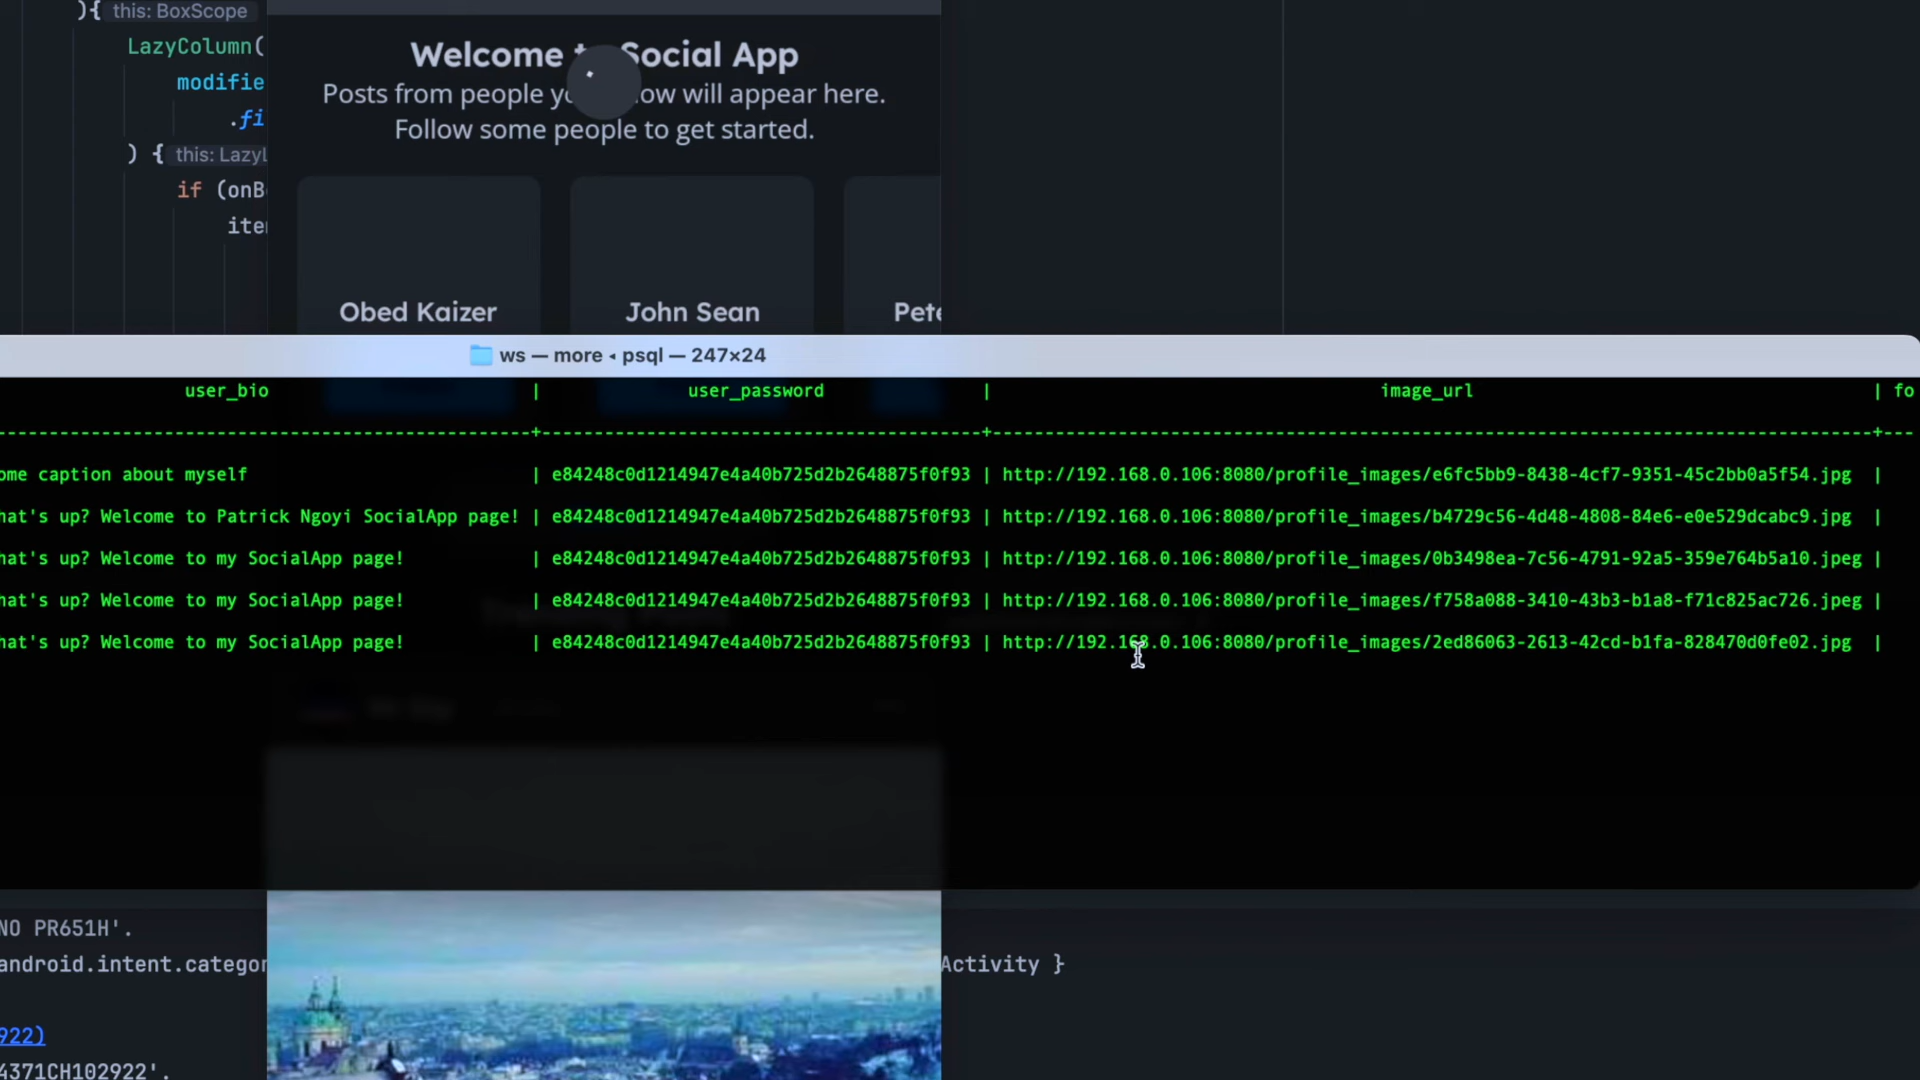 ){ this: BoxScope
LazyColumn(
modifie
.fi
) { this: LazyL
if (onB
iter
Welcome t Social App
Posts from people yo ow will appear here.
Follow some people to get started.
Obed Kaizer
John Sean
Pete
ws — more ◂ psql — 247×24
user_bio | user_password | image_url | fo
ome caption about myself | e84248c0d1214947e4a40b725d2b2648875f0f93 | http://192.168.0.106:8080/profile_images/e6fc5bb9-8438-4cf7-9351-45c2bb0a5f54.jpg |
hat's up? Welcome to Patrick Ngoyi SocialApp page! | e84248c0d1214947e4a40b725d2b2648875f0f93 | http://192.168.0.106:8080/profile_images/b4729c56-4d48-4808-84e6-e0e529dcabc9.jpg |
hat's up? Welcome to my SocialApp page! | e84248c0d1214947e4a40b725d2b2648875f0f93 | http://192.168.0.106:8080/profile_images/0b3498ea-7c56-4791-92a5-359e764b5a10.jpeg |
hat's up? Welcome to my SocialApp page! | e84248c0d1214947e4a40b725d2b2648875f0f93 | http://192.168.0.106:8080/profile_images/f758a088-3410-43b3-b1a8-f71c825ac726.jpeg |
hat's up? Welcome to my SocialApp page! | e84248c0d1214947e4a40b725d2b2648875f0f93 | http://192.168.0.106:8080/profile_images/2ed86063-2613-42cd-b1fa-828470d0fe02.jpg |
NO PR651H'.
android.intent.categor
Activity }
922)
4371CH102922'.